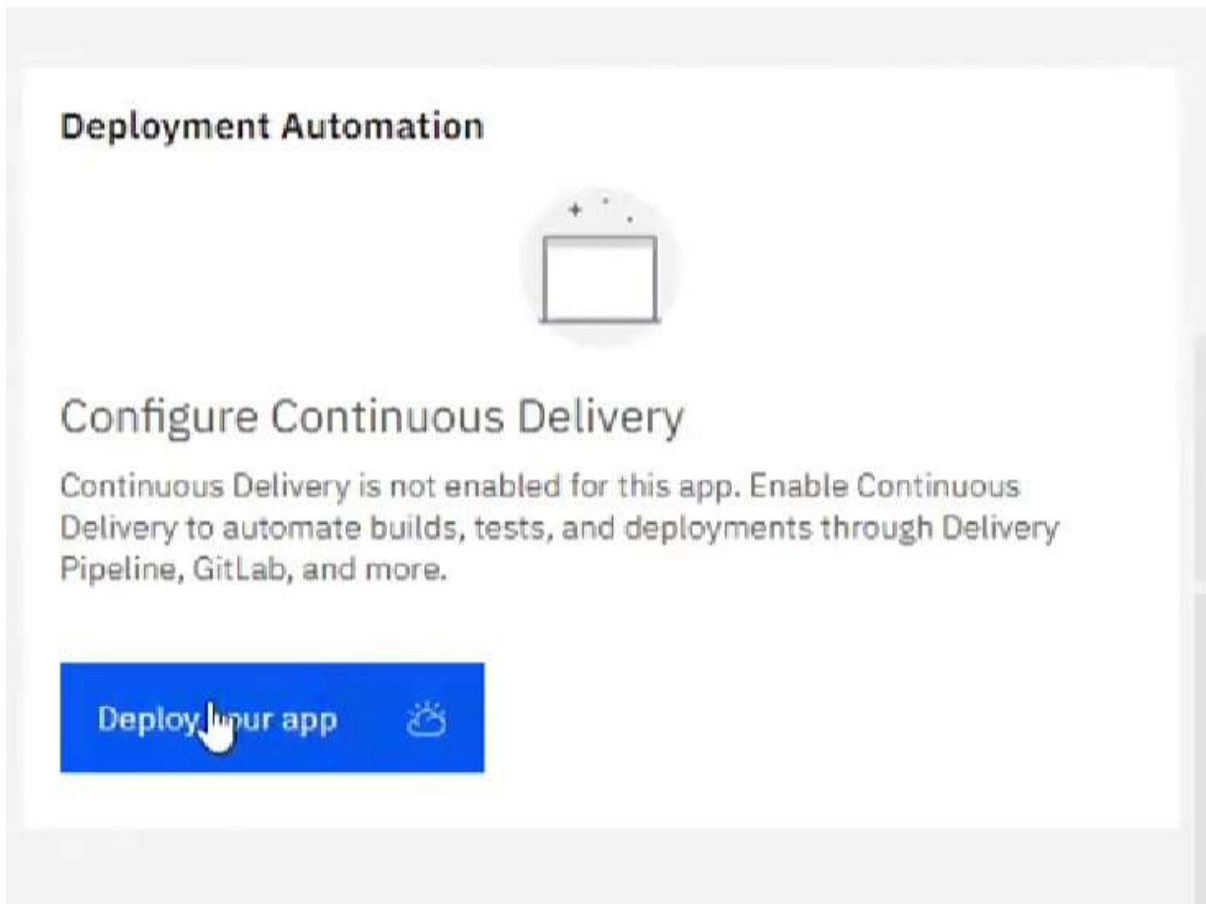 Deployment Automation
Configure Continuous Delivery
Continuous Delivery is not enabled for this app. Enable Continuous
Delivery to automate builds, tests, and deployments through Delivery
Pipeline, GitLab, and more.
Deploy your app